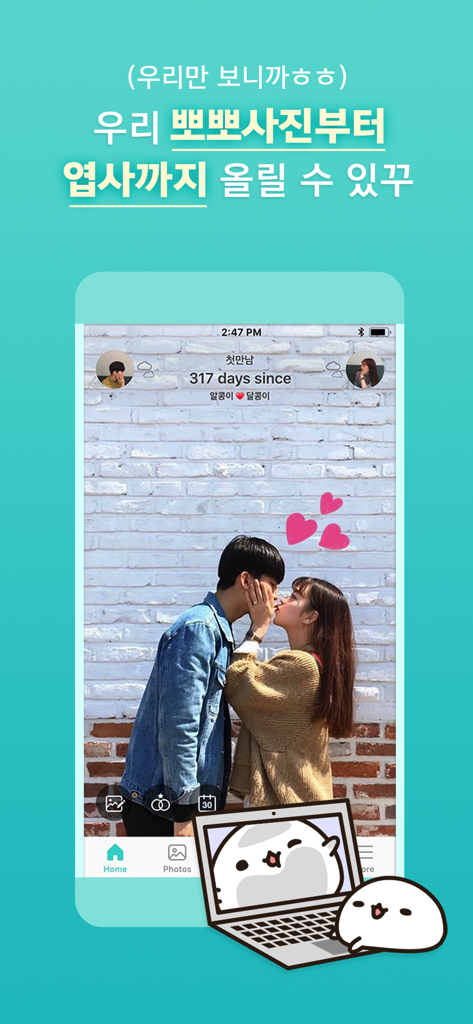 (우리만 보니까ㅎㅎ)
우리 뽀뽀사진부터
엽사까지 올릴 수 있꾸
2:47 PM
첫만남
317 days since
알콩이 ❤️ 달콩이
30
Home
Photos
ore